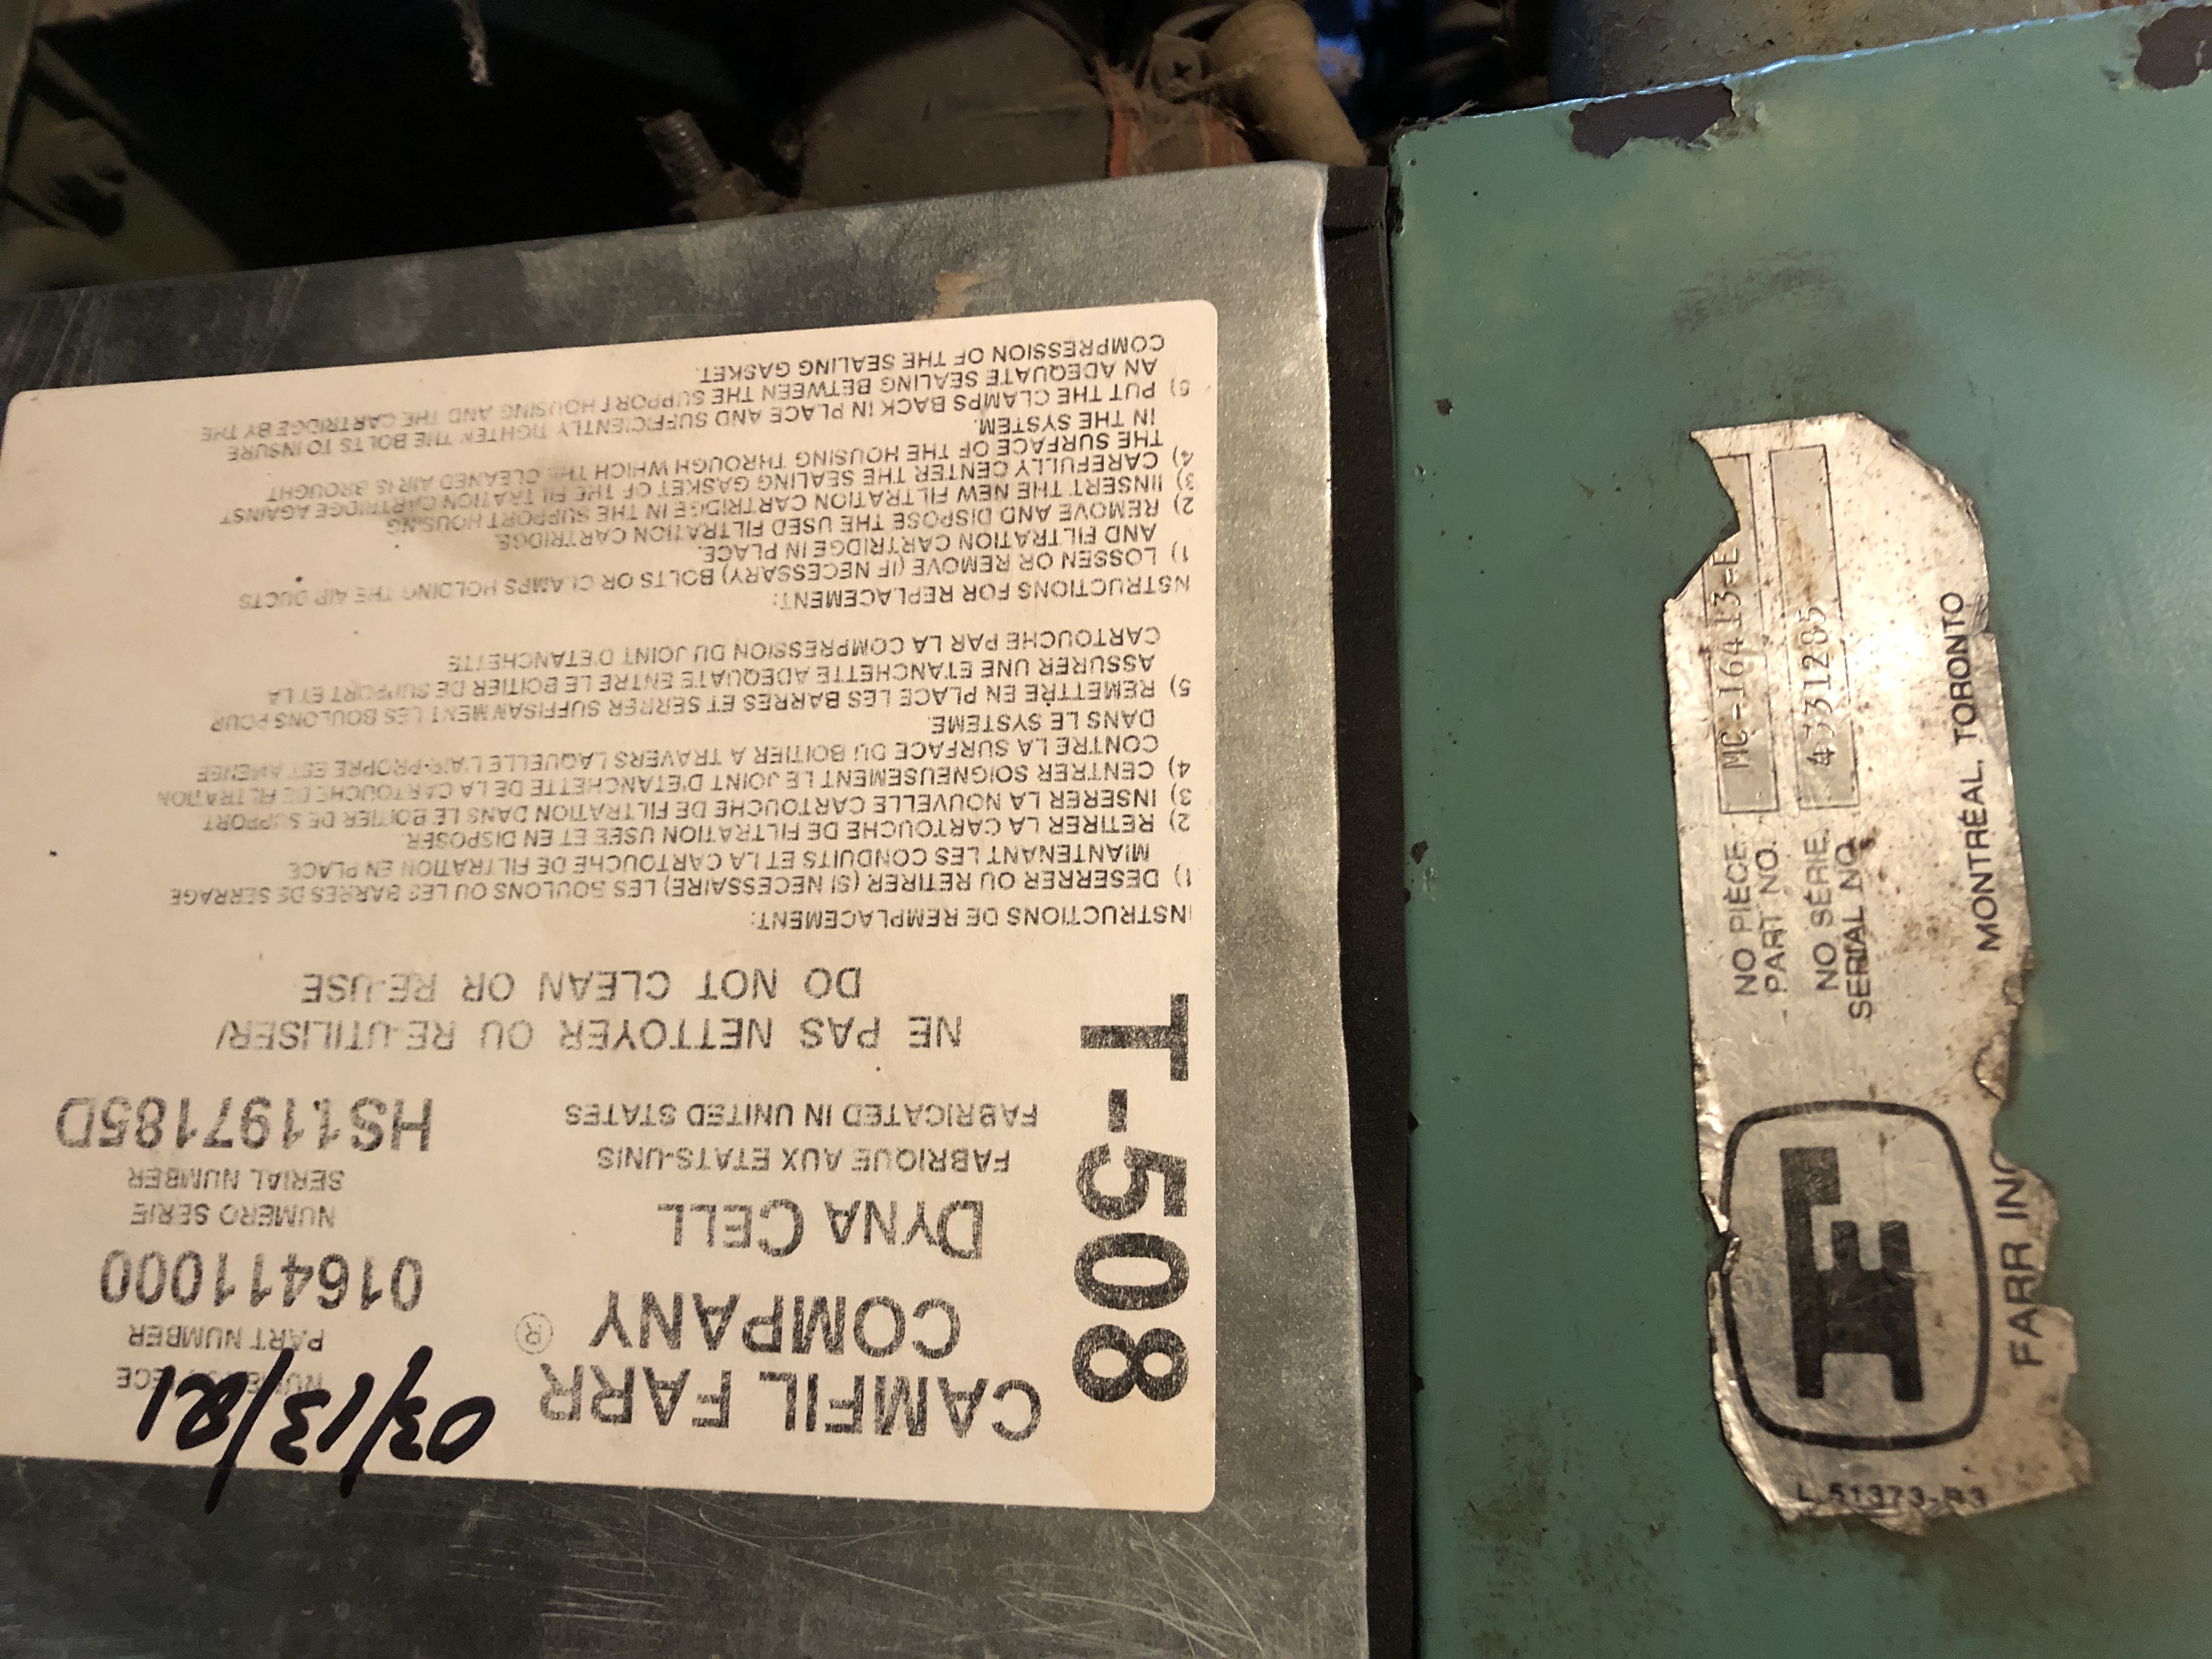 03/13/21
CAMFIL FARR
COMPANY ®
DYNA CELL
FABRIQUE AUX ETATS-UNIS
FABRICATED IN UNITED STATES
T-508
PART NUMBER
016411000
NUMERO SERIE
SERIAL NUMBER
HS1197185D
NE PAS NETTOYER OU RE-UTILISER/
DO NOT CLEAN OR RE-USE
INSTRUCTIONS DE REMPLACEMENT:
1) DESERRER OU RETIRER (SI NECESSAIRE) LES BOULONS OU LES BARRES DE SERRAGE
MIANTENANT LES CONDUITS ET LA CARTOUCHE DE FILTRATION EN PLACE
2) RETIRER LA CARTOUCHE DE FILTRATION USEE ET EN DISPOSER.
3) INSERER LA NOUVELLE CARTOUCHE DE FILTRATION DANS LE BOITIER DE SUPPORT
4) CENTRER SOIGNEUSEMENT LE JOINT D'ETANCHETTE DE LA CARTOUCHE DE FILTRATION
CONTRE LA SURFACE DU BOITIER A TRAVERS LAQUELLE L'AIR-PROPRE EST AMENEE
DANS LE SYSTEME.
5) REMETTRE EN PLACE LES BARRES ET SERRER SUFFISAMMENT LES BOULONS POUR
ASSURER UNE ETANCHETTE ADEQUATE ENTRE LE BOITIER DE SUPPORT ET LA
CARTOUCHE PAR LA COMPRESSION DU JOINT D'ETANCHETTE
NSTRUCTIONS FOR REPLACEMENT:
1) LOSSEN OR REMOVE (IF NECESSARY) BOLTS OR CLAMPS HOLDING THE AIR DUCTS
AND FILTRATION CARTRIDGE IN PLACE.
2) REMOVE AND DISPOSE THE USED FILTRATION CARTRIDGE.
3) IINSERT THE NEW FILTRATION CARTRIDGE IN THE SUPPORT HOUSING
4) CAREFULLY CENTER THE SEALING GASKET OF THE FILTRATION CARTRIDGE AGAINST
THE SURFACE OF THE HOUSING THROUGH WHICH THE CLEANED AIR IS BROUGHT
IN THE SYSTEM.
5) PUT THE CLAMPS BACK IN PLACE AND SUFFICIENTLY TIGHTEN THE BOLTS TO INSURE
AN ADEQUATE SEALING BETWEEN THE SUPPORT HOUSING AND THE CARTRIDGE BY THE
COMPRESSION OF THE SEALING GASKET.
NO PIÈCE
PART NO. MC-16413-E
NO SÉRIE
SERIAL NO. 4331285
FARR INC
MONTRÉAL, TORONTO
L 51373-R3